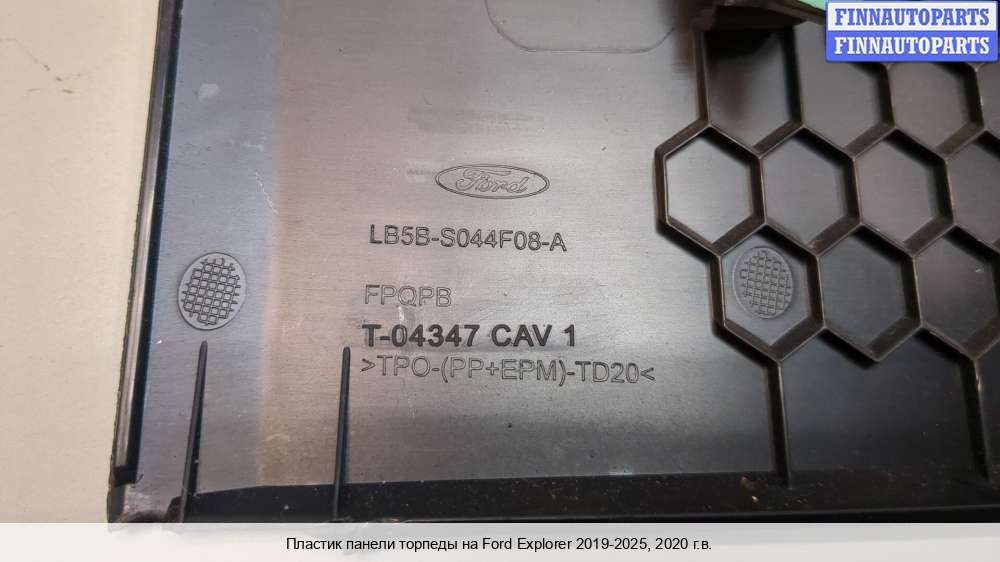 FINNAUTOPARTS
FINNAUTOPARTS
Ford
LB5B-S044F08-A
FPQPB
T-04347 CAV 1
>TPO-(PP+EPM)-TD20<
Пластик панели торпеды на Ford Explorer 2019-2025, 2020 г.в.